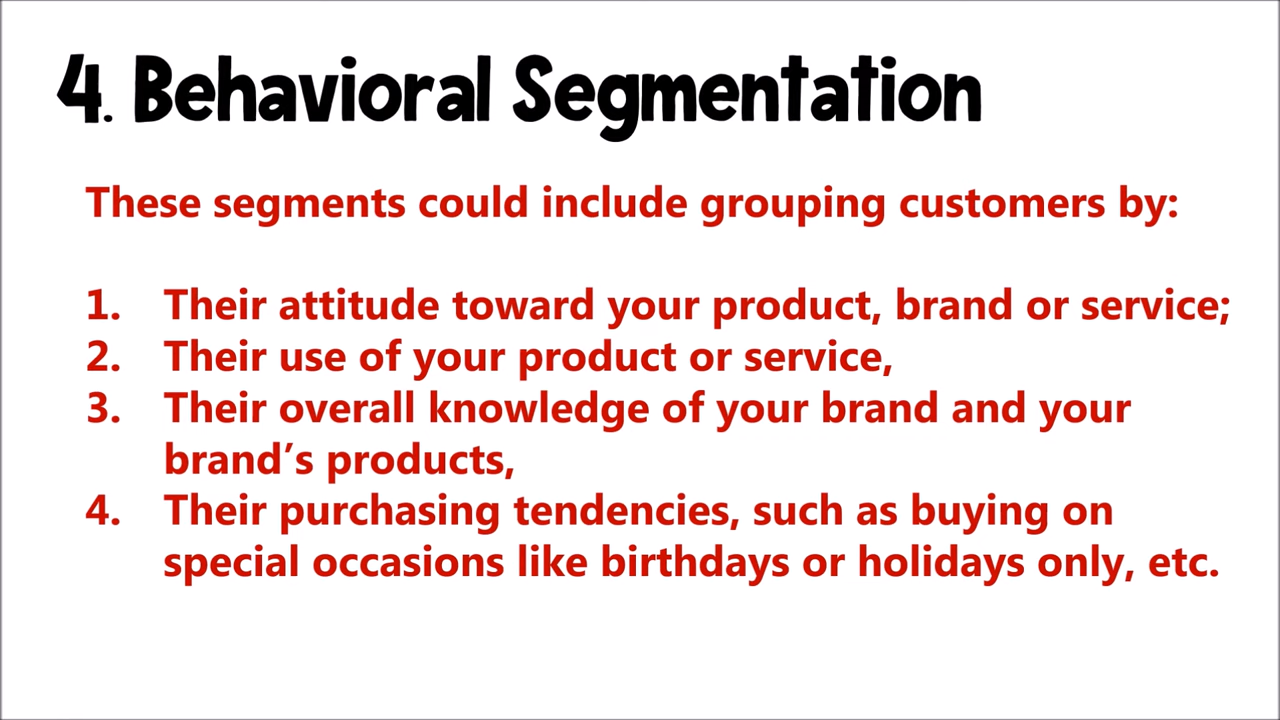 4. Behavioral Segmentation
These segments could include grouping customers by:
1. Their attitude toward your product, brand or service;
2. Their use of your product or service,
3. Their overall knowledge of your brand and your
brand’s products,
4. Their purchasing tendencies, such as buying on
special occasions like birthdays or holidays only, etc.